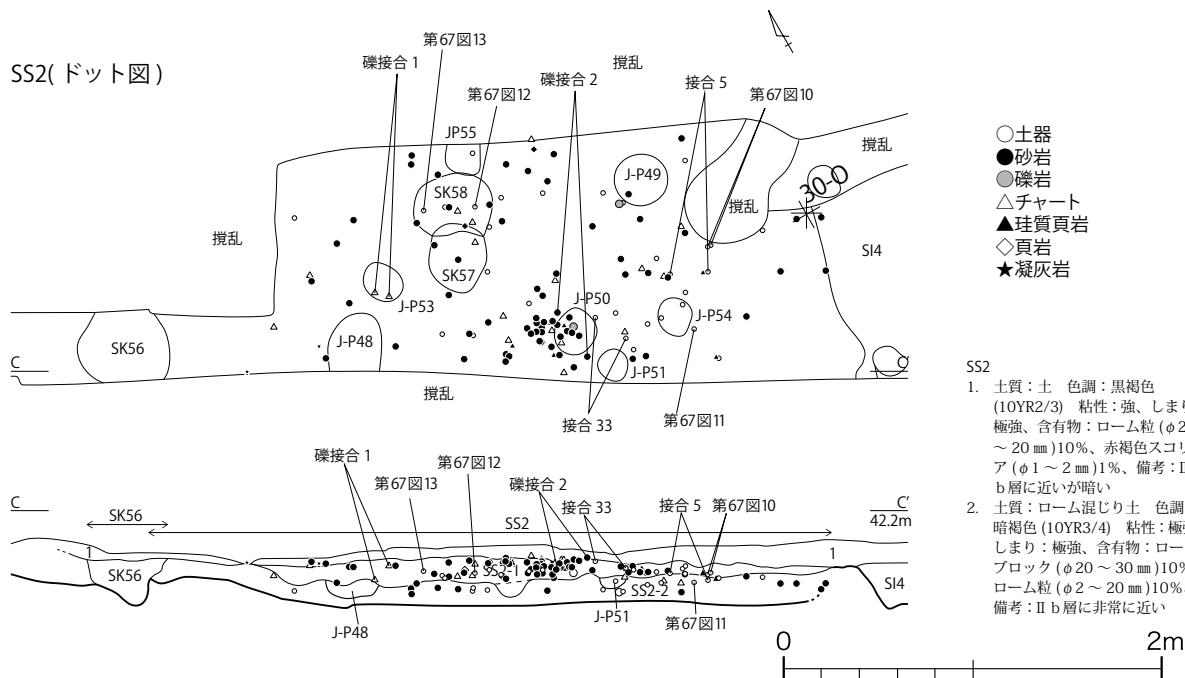 SS2(ドット図)
第67図13
礫接合 1
第67図12
礫接合 2
撹乱
接合 5
第67図10
JP55
SK58
J-P49
撹乱
30-O
撹乱
撹乱
SK57
SI4
J-P53
J-P50
J-P54
SK56
J-P48
J-P51
C
C'
撹乱
接合 33
第67図11
○土器
●砂岩
●礫岩
△チャート
▲珪質頁岩
◇頁岩
★凝灰岩
SS2
1. 土質:土 色調:黒褐色
(10YR2/3) 粘性:強、しまり
極強、含有物:ローム粒 (φ2
~ 20 ㎜ )10%、赤褐色スコリ
ア (φ1 ~ 2 ㎜ )1%、備考:Ⅱ
b層に近いが暗い
2. 土質:ローム混じり土 色調
暗褐色 (10YR3/4) 粘性:極強
しまり:極強、含有物:ローム
ブロック (φ20 ~ 30 ㎜ )10%
ローム粒 (φ2 ~ 20 ㎜ )10%、
備考:Ⅱ b 層に非常に近い
礫接合 1
第67図12
第67図13
礫接合 2
接合 33
接合 5
第67図10
C
C'
42.2m
SK56
SS2
1
1
SK56
SS2-1
SS2-2
SI4
J-P48
J-P51
第67図11
0
2m